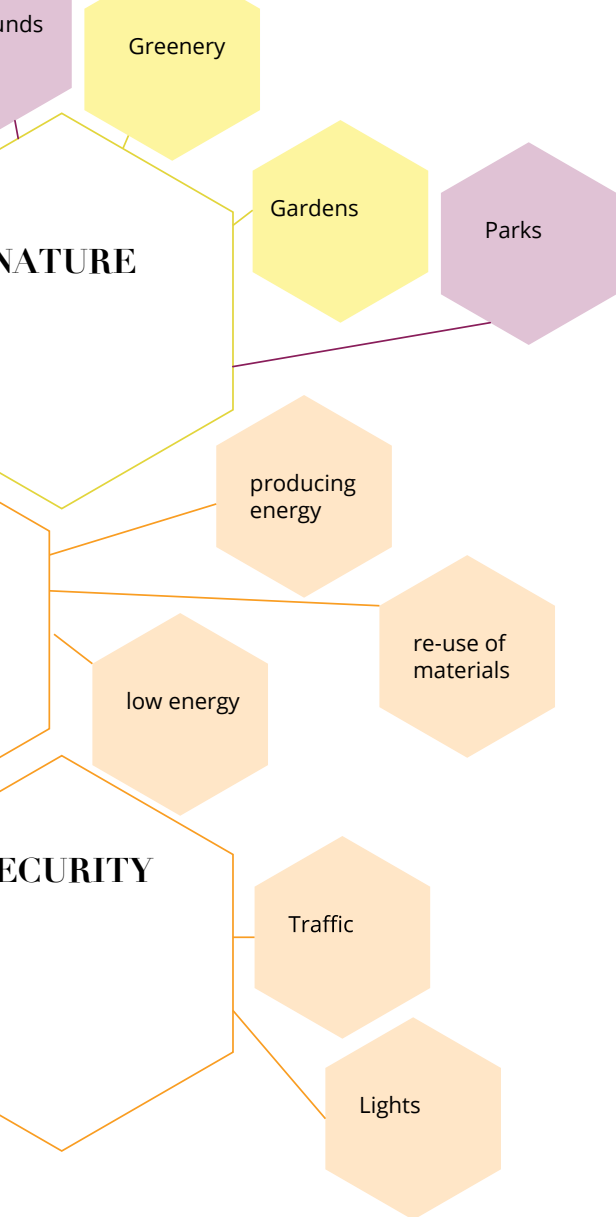 unds
Greenery
Gardens
Parks
NATURE
producing
energy
re-use of
materials
low energy
ECURITY
Traffic
Lights